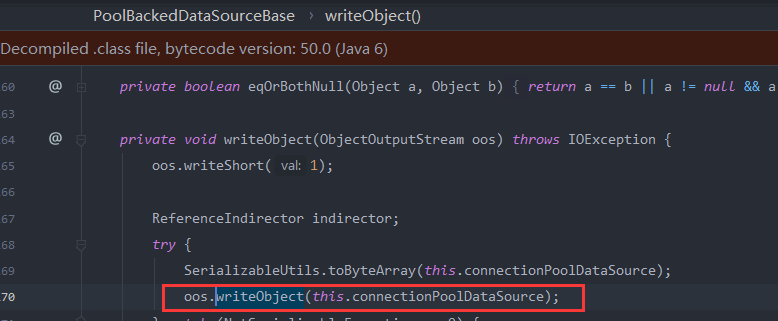 PoolBackedDataSourceBase › writeObject()
Decompiled .class file, bytecode version: 50.0 (Java 6)
60 @ private boolean eqOrBothNull(Object a, Object b) { return a == b || a != null && a
63
64 @ private void writeObject(ObjectOutputStream oos) throws IOException {
65 oos.writeShort( val: 1);
66
67 ReferenceIndirector indirector;
68 try {
69 SerializableUtils.toByteArray(this.connectionPoolDataSource);
70 oos.writeObject(this.connectionPoolDataSource);